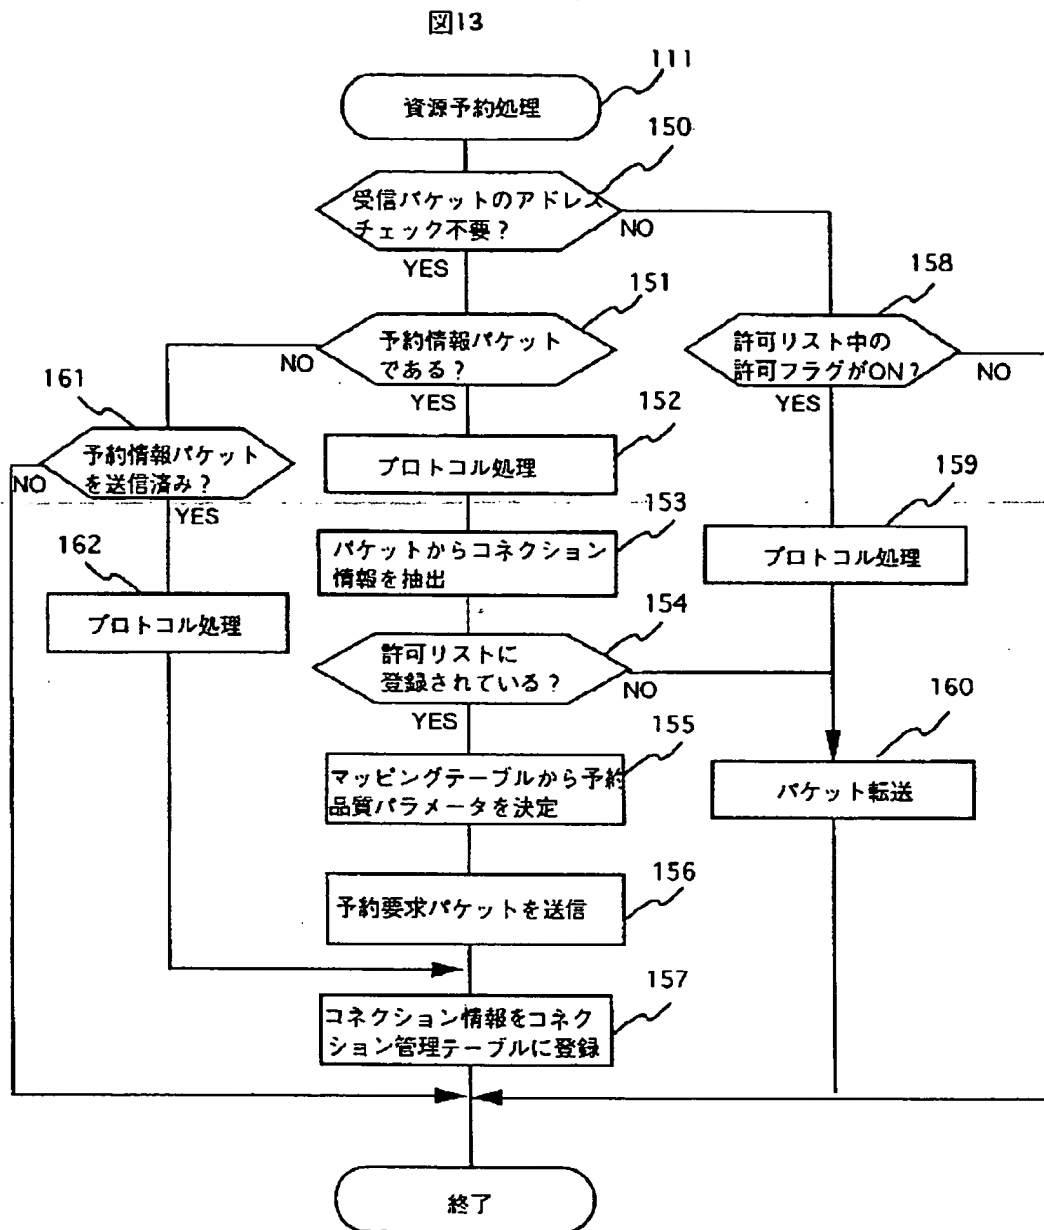 図13
資源予約処理
111
受信パケットのアドレス
チェック不要？
150
NO
YES
予約情報パケット
である？
151
NO
YES
許可リスト中の
許可フラグがON？
158
NO
YES
161
予約情報パケット
を送信済み？
NO
YES
プロトコル処理
152
パケットからコネクション
情報を抽出
153
プロトコル処理
159
162
プロトコル処理
許可リストに
登録されている？
154
NO
YES
マッピングテーブルから予約
品質パラメータを決定
155
パケット転送
160
予約要求パケットを送信
156
コネクション情報をコネク
ション管理テーブルに登録
157
終了